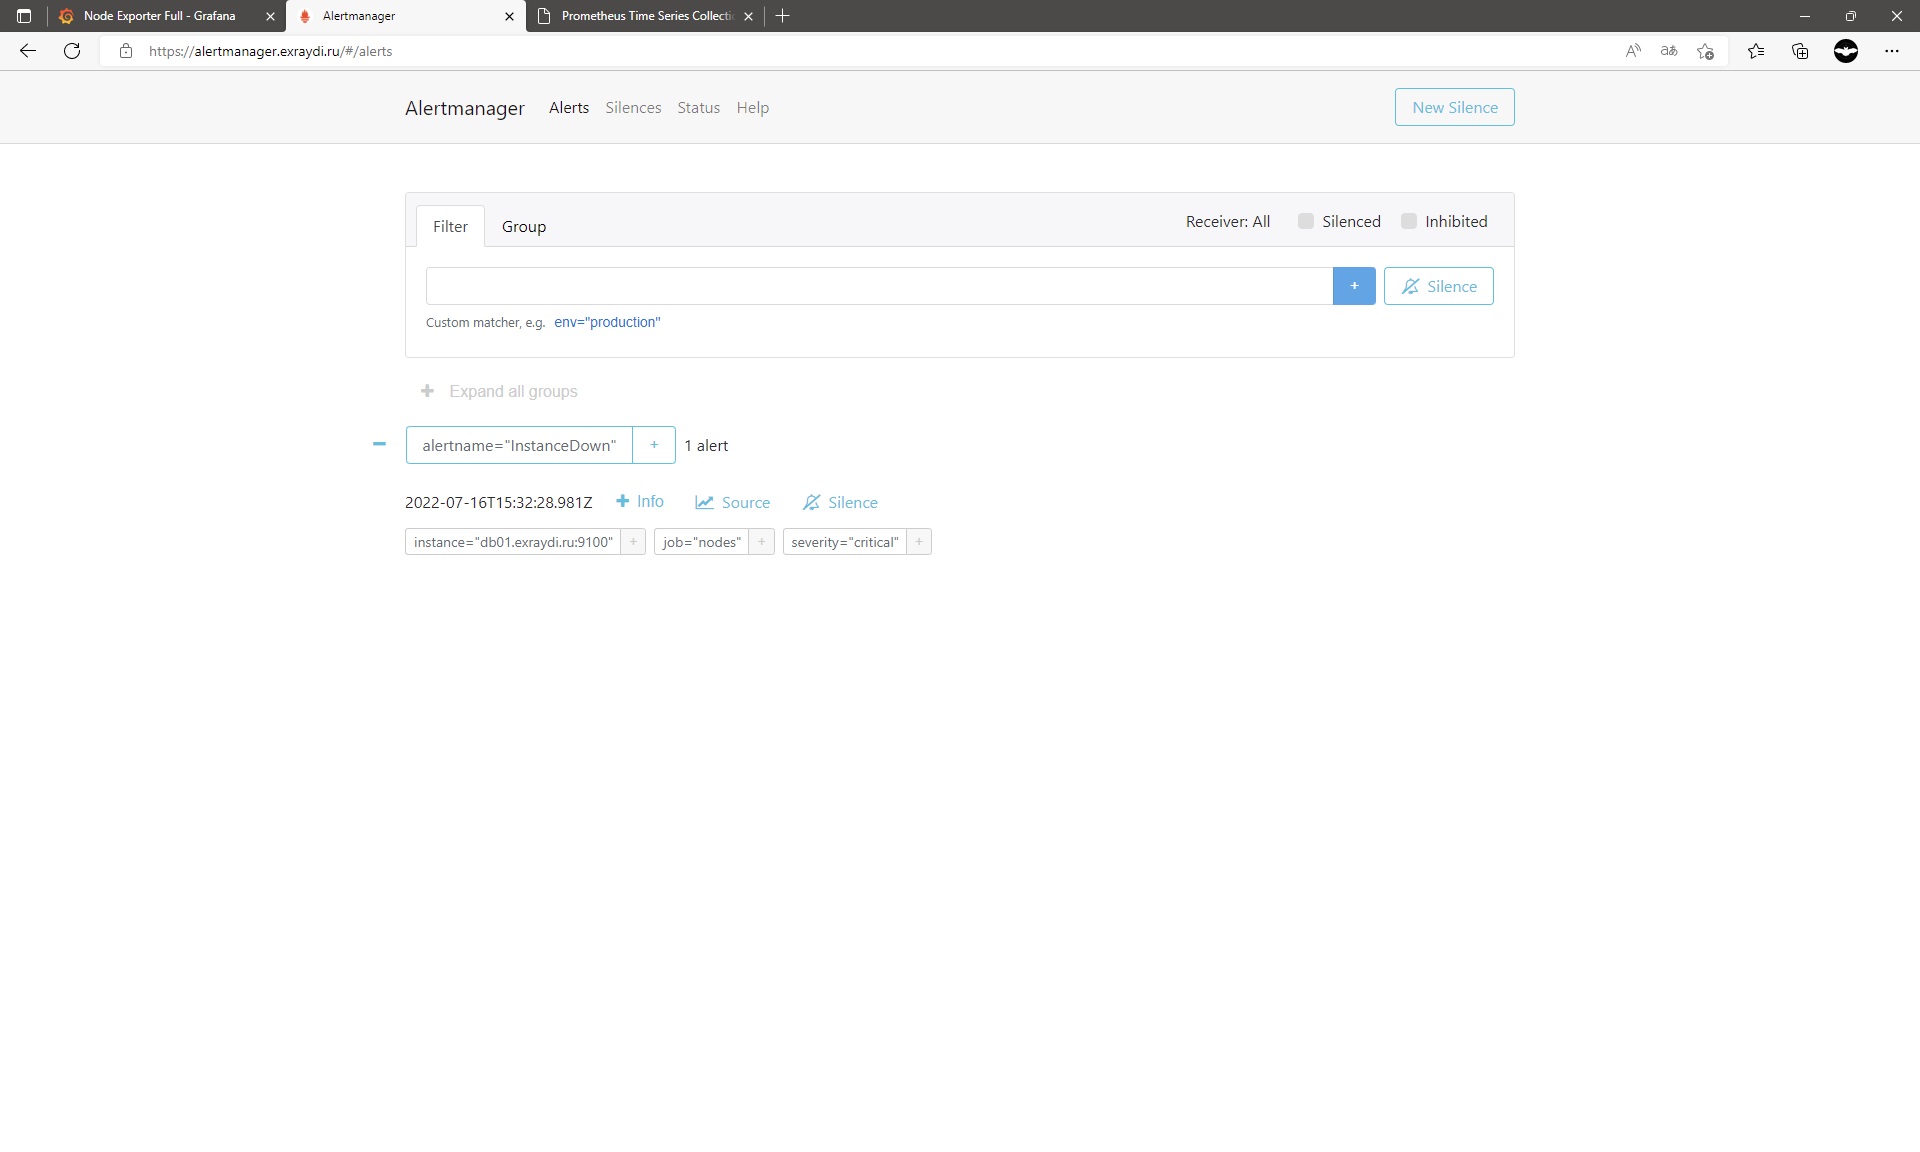 Node Exporter Full - Grafana
Alertmanager
Prometheus Time Series Collecti
https://alertmanager.exraydi.ru/#/alerts
Alertmanager Alerts Silences Status Help New Silence
Filter Group Receiver: All Silenced Inhibited
+ Silence
Custom matcher, e.g. env="production"
+ Expand all groups
- alertname="InstanceDown" + 1 alert
2022-07-16T15:32:28.981Z + Info Source Silence
instance="db01.exraydi.ru:9100" + job="nodes" + severity="critical" +